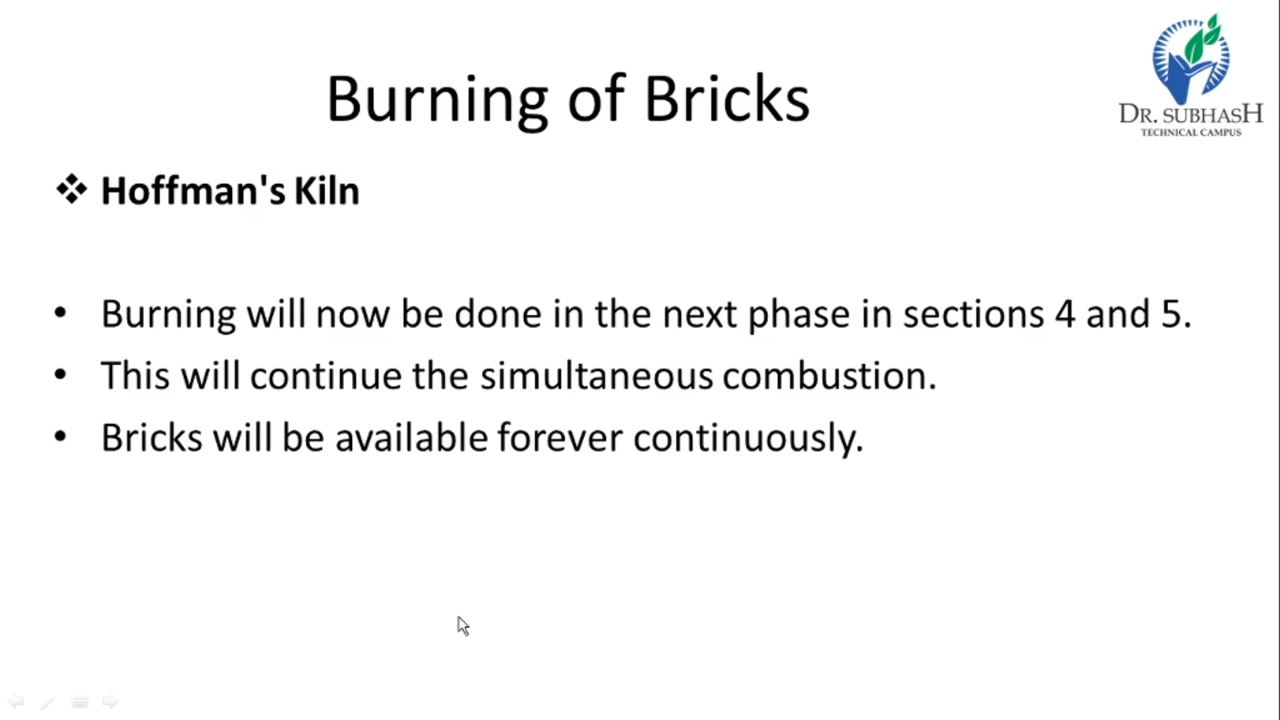 Burning of Bricks
DR. SUBHASH
TECHNICAL CAMPUS
❖ Hoffman's Kiln
• Burning will now be done in the next phase in sections 4 and 5.
• This will continue the simultaneous combustion.
• Bricks will be available forever continuously.